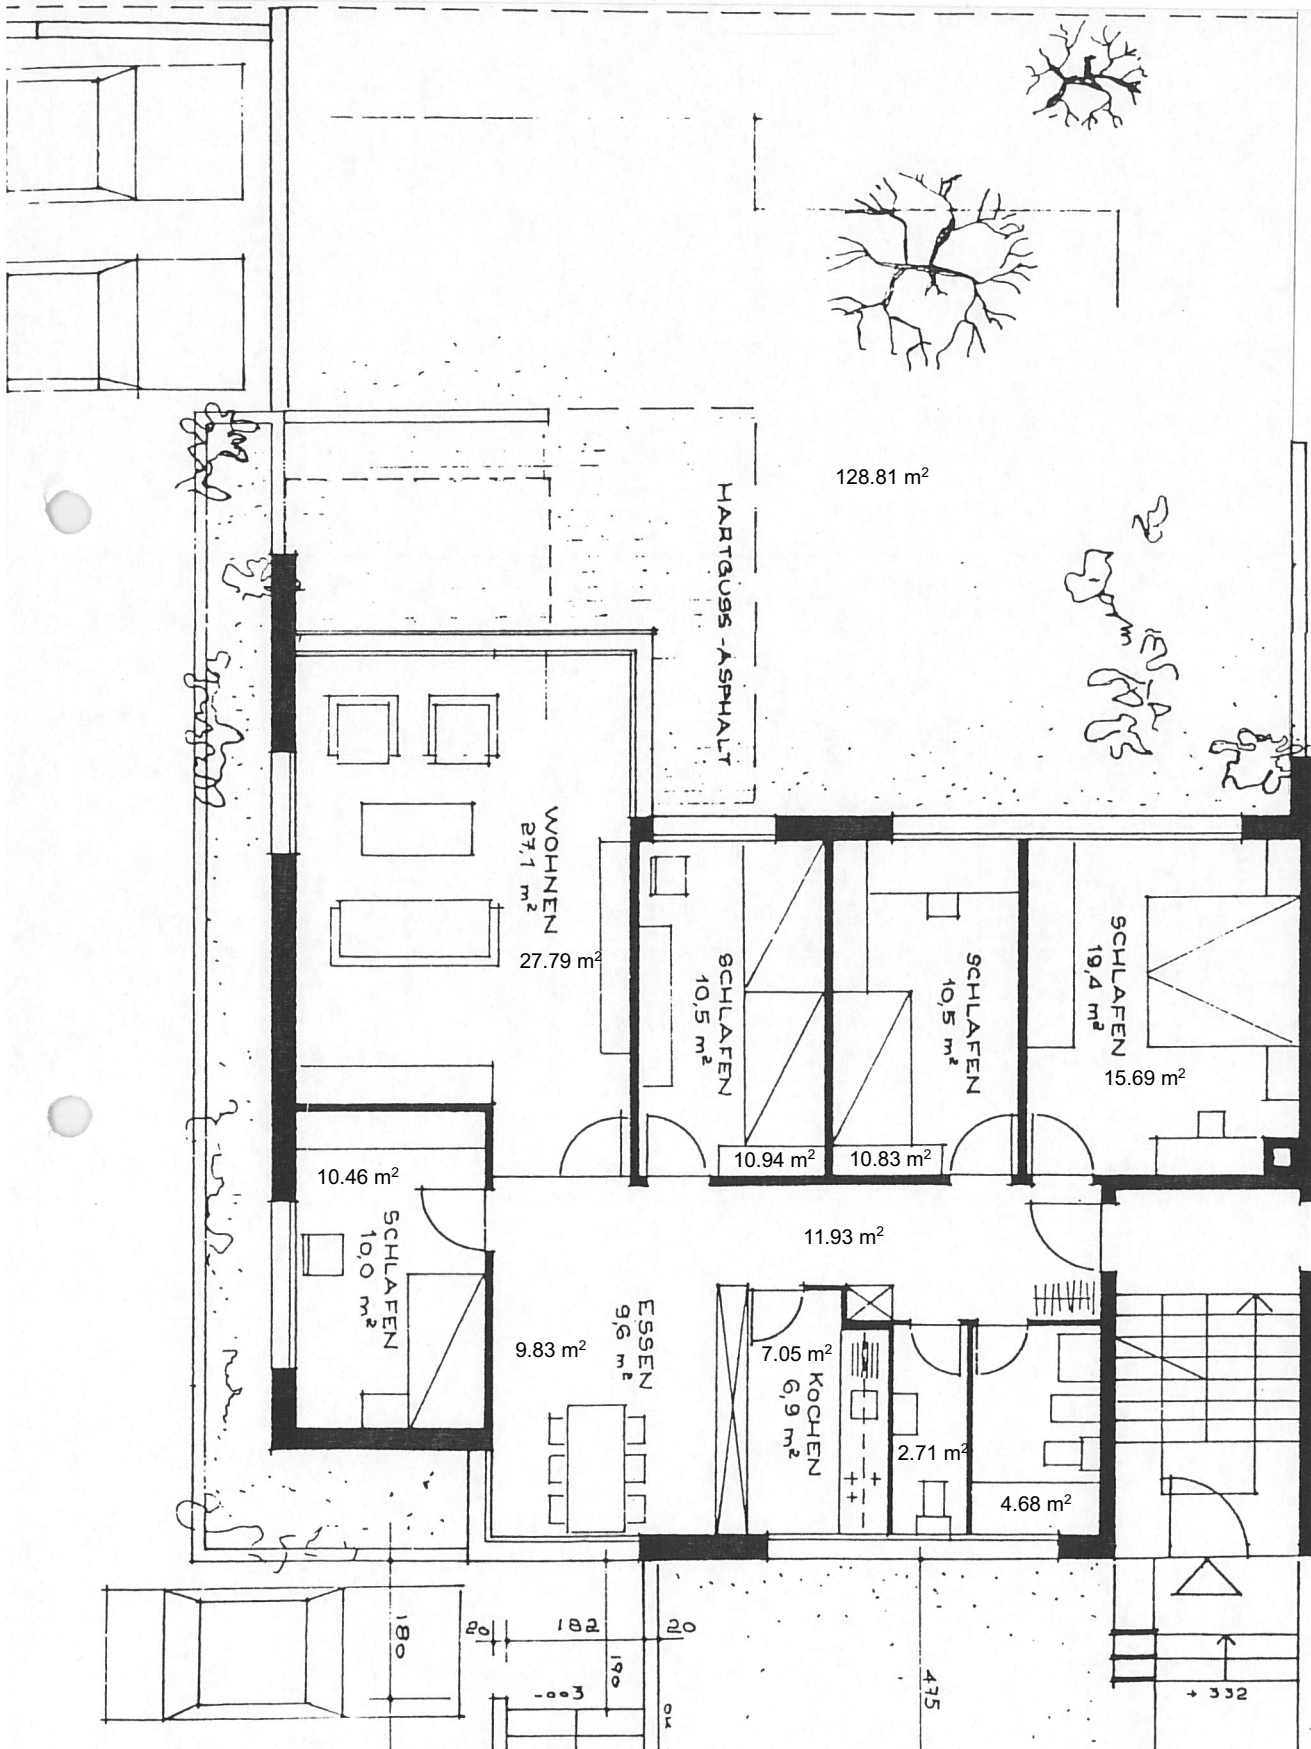 128.81 m²
HARTGUSS-ASPHALT
WOHNEN
27,1 m²
27.79 m²
SCHLAFEN
10,5 m²
10.94 m²
SCHLAFEN
10,5 m²
10.83 m²
SCHLAFEN
19,4 m²
15.69 m²
10.46 m²
SCHLAFEN
10,0 m²
11.93 m²
ESSEN
9,6 m²
9.83 m²
7.05 m²
KOCHEN
6,9 m²
2.71 m²
4.68 m²
180
20
182
20
190
-003
OK
475
+332